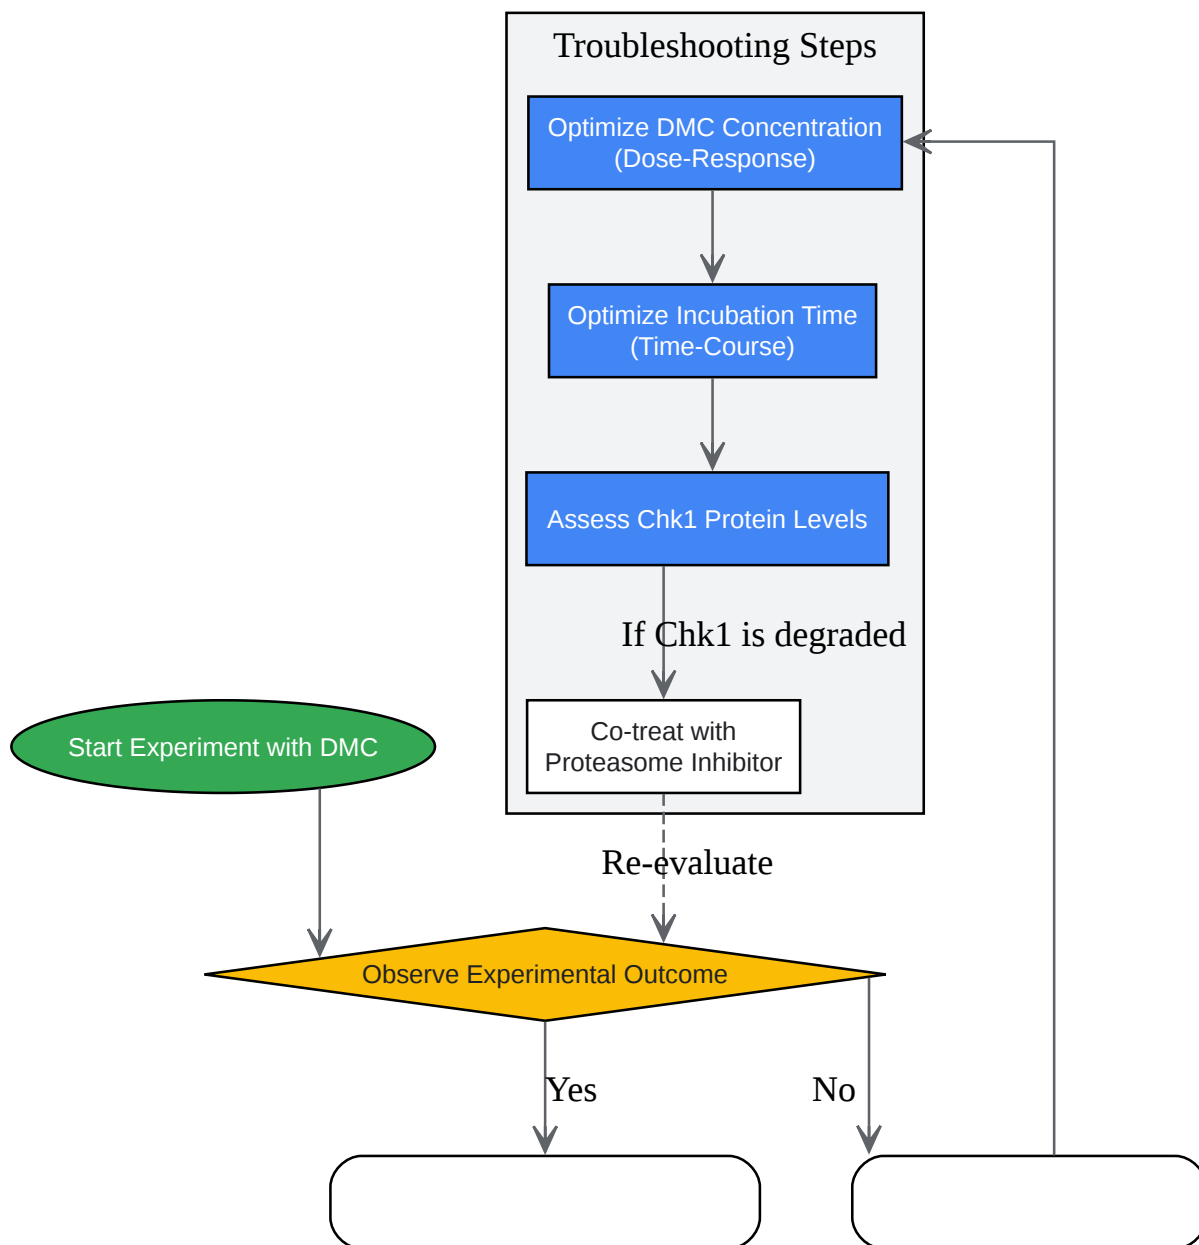 Troubleshooting Steps
Optimize DMC Concentration
(Dose-Response)
Optimize Incubation Time
(Time-Course)
Assess Chk1 Protein Levels
If Chk1 is degraded
Co-treat with
Proteasome Inhibitor
Start Experiment with DMC
Re-evaluate
Observe Experimental Outcome
Yes
No